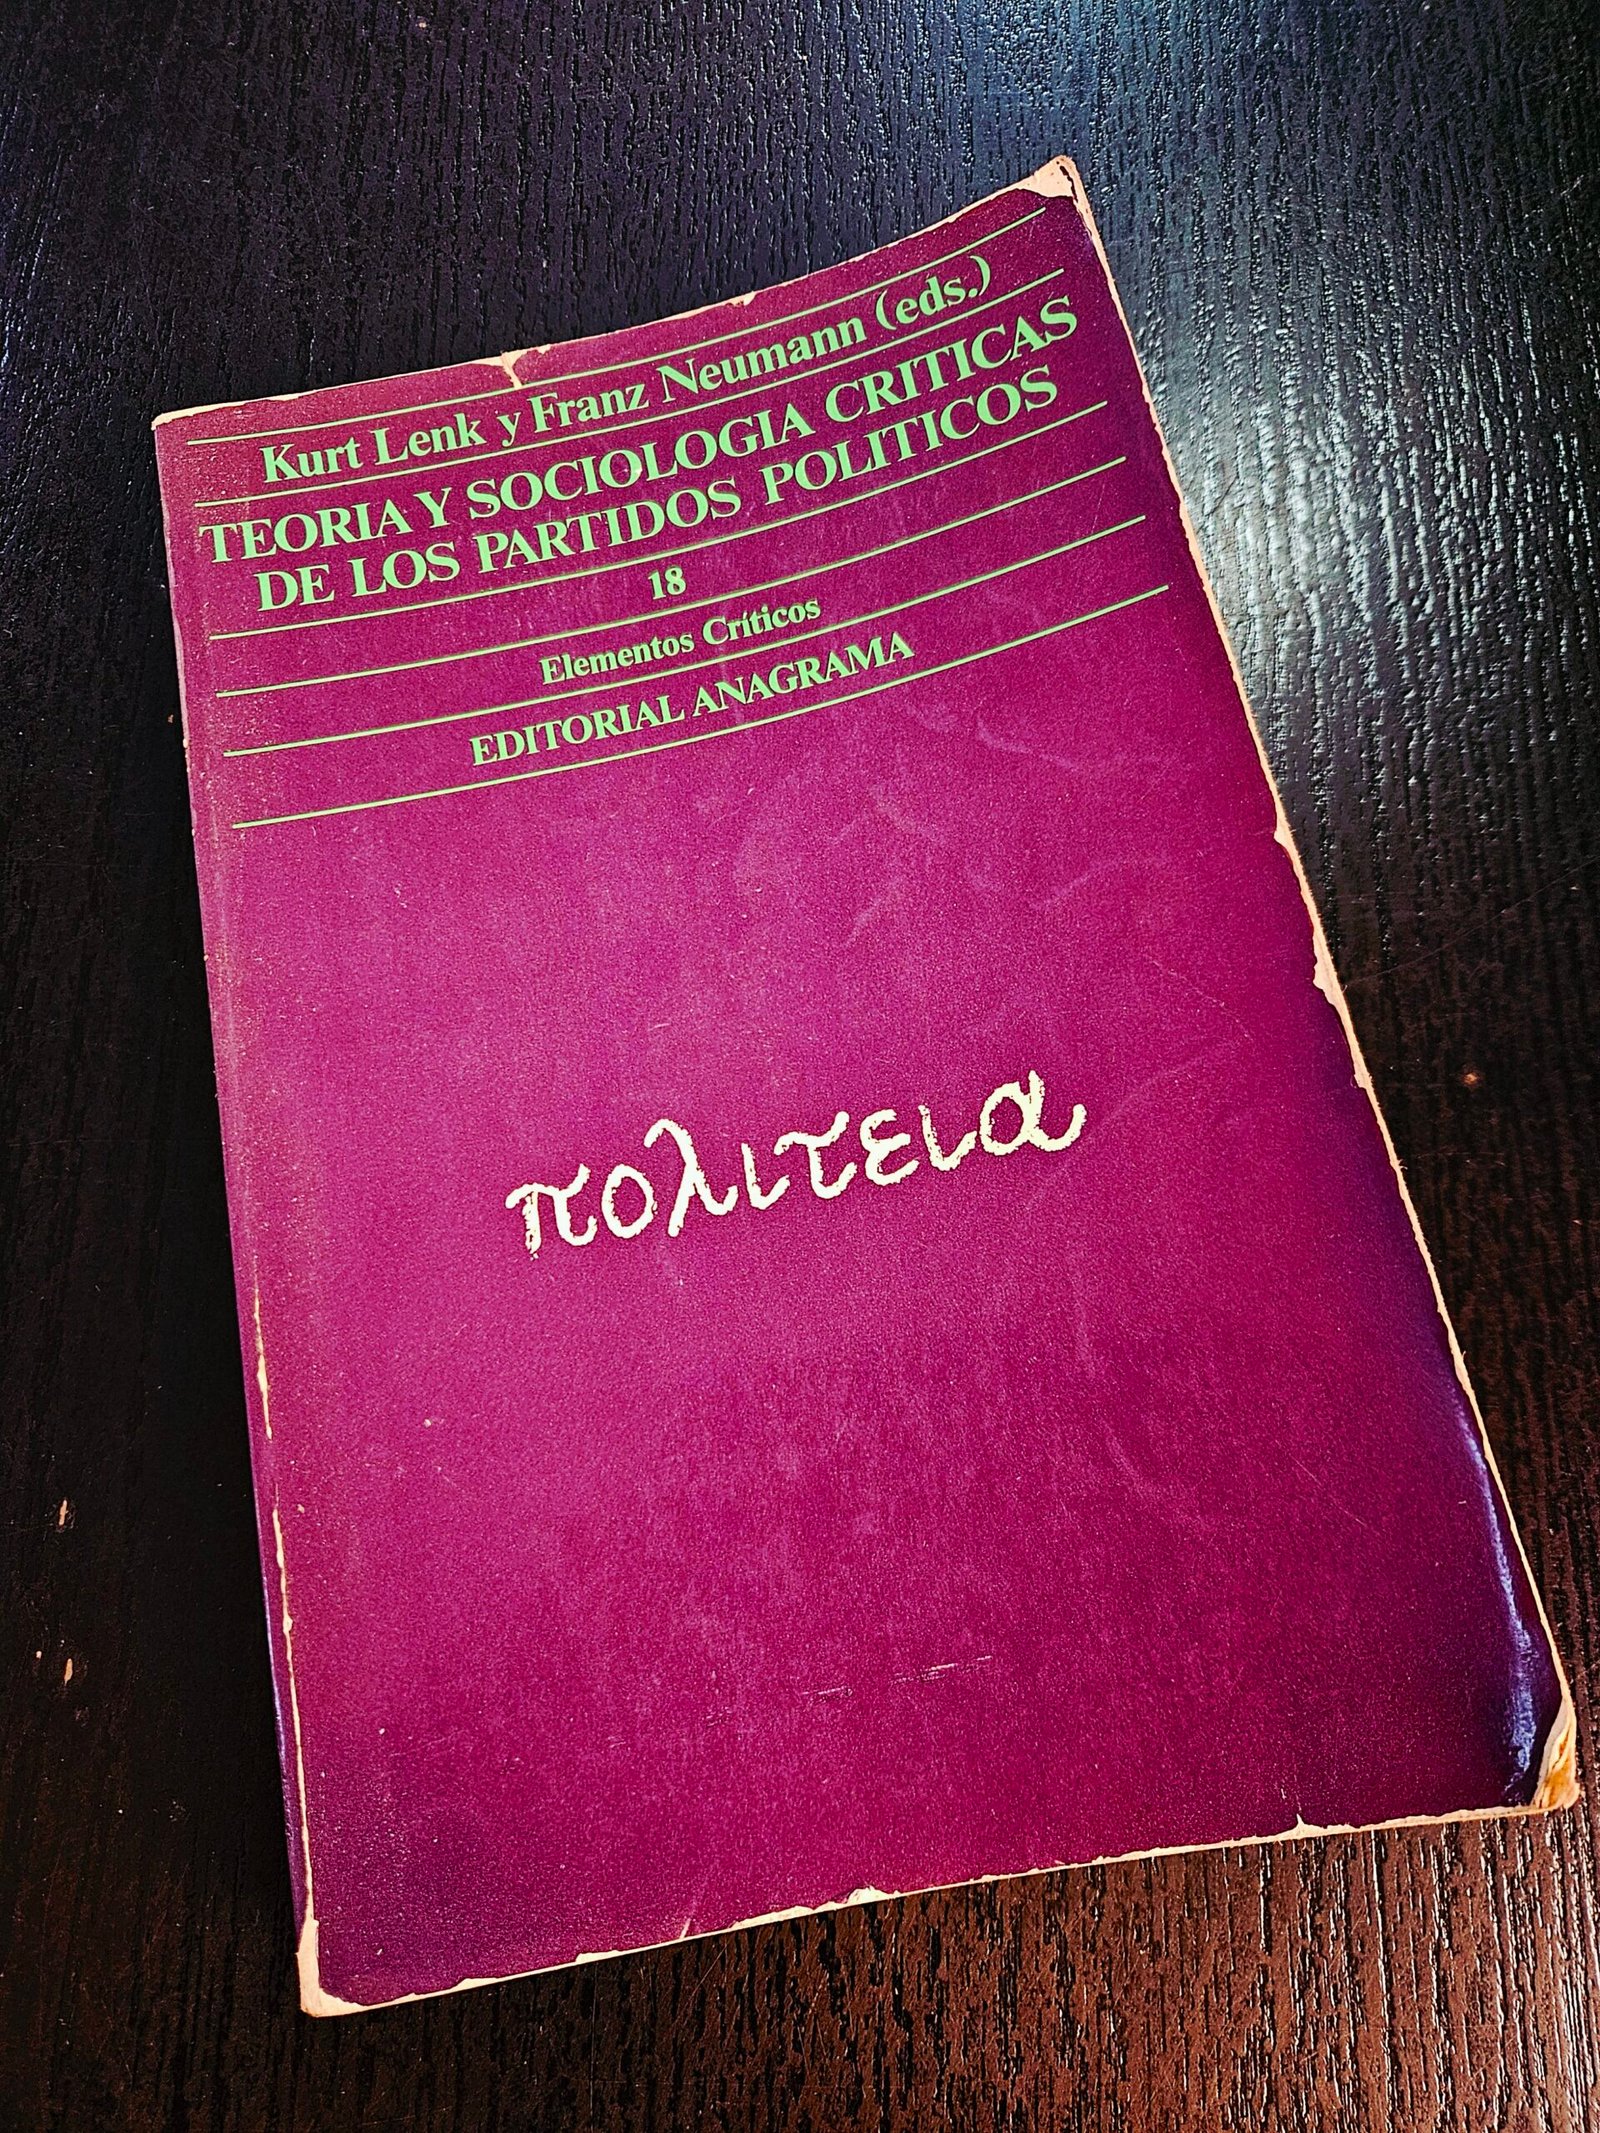 Kurt Lenk y Franz Neumann (eds.)
TEORIA Y SOCIOLOGIA CRITICAS
DE LOS PARTIDOS POLITICOS
18
Elementos Críticos
EDITORIAL ANAGRAMA
πολιτεια